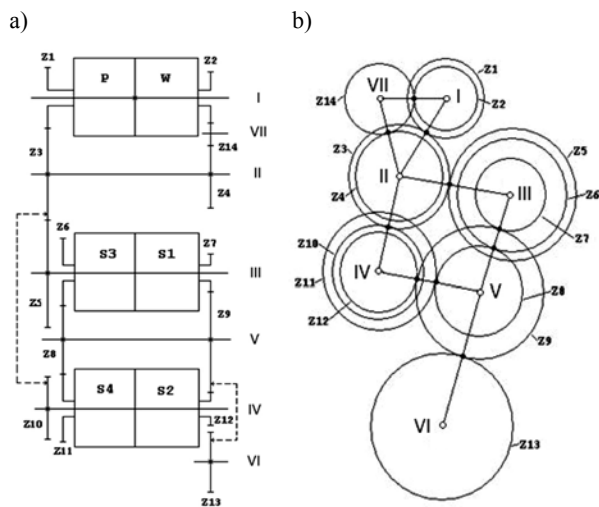 a)
b)
Z1
Z2
P
W
I
VII
Z14
Z3
II
Z4
Z6
Z7
S3
S1
III
Z5
Z9
V
Z8
S4
S2
IV
Z12
Z10
Z11
VI
Z13
VII
I
Z1
Z14
Z2
Z3
II
Z4
Z5
III
Z6
Z7
Z10
IV
Z11
V
Z8
Z12
Z9
VI
Z13